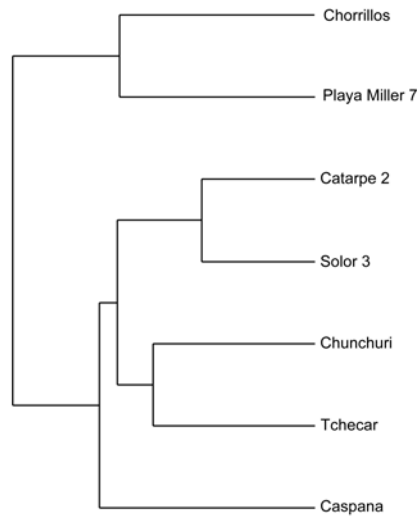 Chorrillos
Playa Miller 7
Catarpe 2
Solor 3
Chunchuri
Tchecar
Caspana